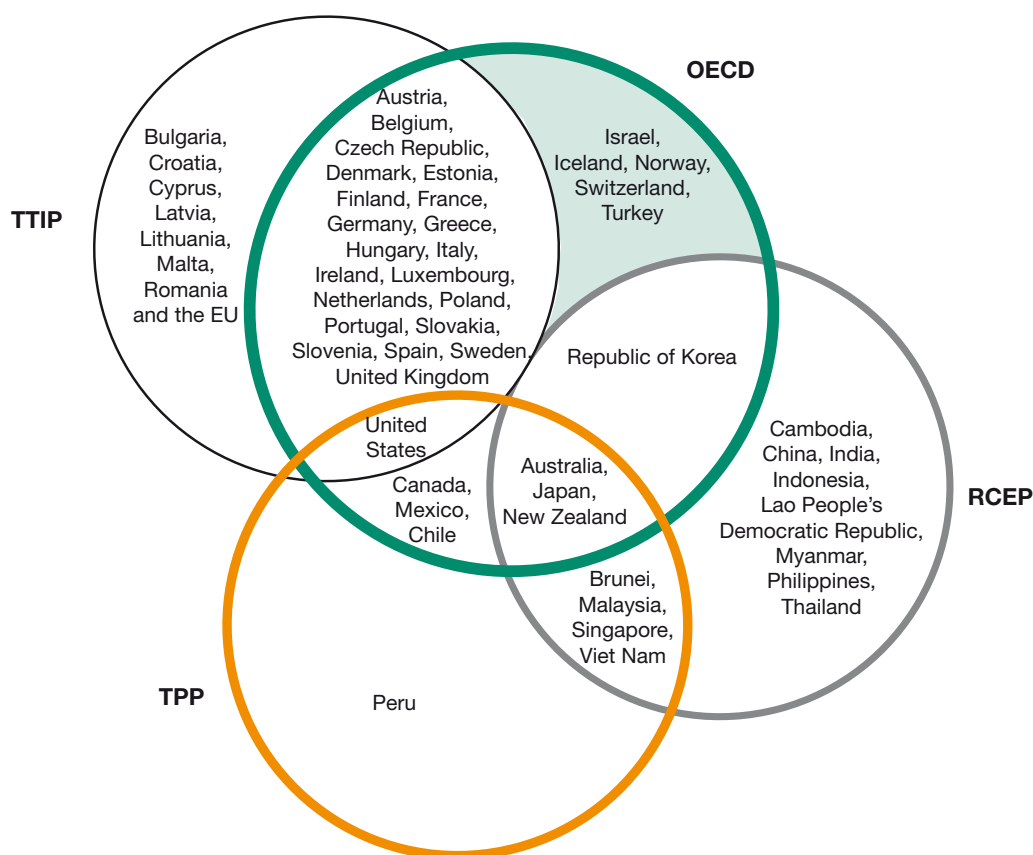 OECD
TTIP
Bulgaria,
Croatia,
Cyprus,
Latvia,
Lithuania,
Malta,
Romania
and the EU
Austria,
Belgium,
Czech Republic,
Denmark, Estonia,
Finland, France,
Germany, Greece,
Hungary, Italy,
Ireland, Luxembourg,
Netherlands, Poland,
Portugal, Slovakia,
Slovenia, Spain, Sweden,
United Kingdom
Israel,
Iceland, Norway,
Switzerland,
Turkey
Republic of Korea
United
States
Canada,
Mexico,
Chile
Australia,
Japan,
New Zealand
Cambodia,
China, India,
Indonesia,
Lao People’s
Democratic Republic,
Myanmar,
Philippines,
Thailand
RCEP
Brunei,
Malaysia,
Singapore,
Viet Nam
TPP
Peru